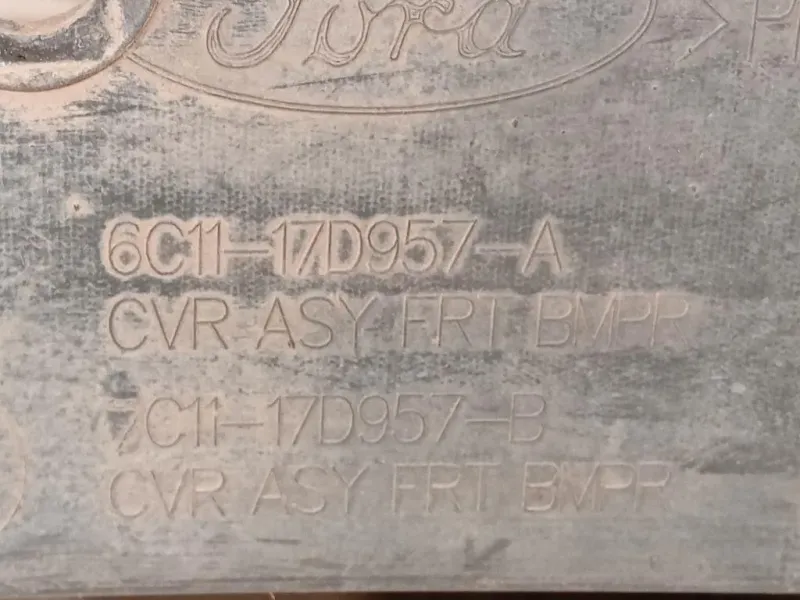 Ford
6C11-17D957-A
CVR ASY FRT BMPR
7C11-17D957-B
CVR ASY FRT BMPR